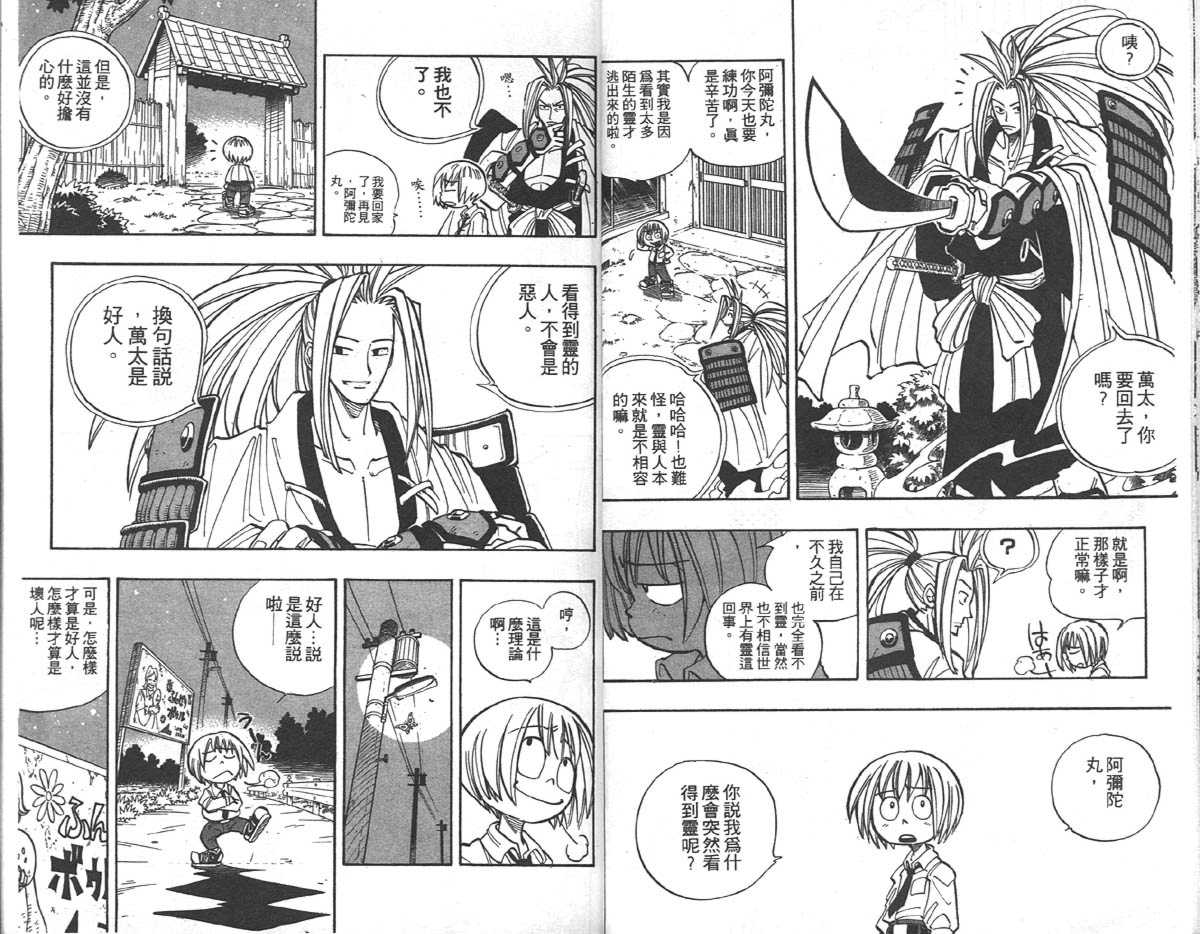 咦?
萬太,你
要回去了
嗎?
阿彌陀丸,
你今天也要
練功啊,眞
是辛苦了。
其實我是因
爲看到太多
陌生的靈才
逃出來的啦
哈哈哈!也難
怪,靈與人本
來就是不相容
的嘛。
就是啊,
那樣子才
正常嘛。
はぁ
?
我自己在
不久之前
,
也完全看不
到靈,當然
也不相信世
界上有靈這
回事。
阿彌陀
丸,
你說我爲什
麼會突然看
得到靈呢?
嗯…
我也不
了。
唉……
我要回家
了,再見
,阿彌陀
丸。
但是,
這並沒有
什麼好擔
心的。
看得到靈的
人,不會是
惡人。
換句話說
,萬太是
好人。
哼,
這是什
麼理論
啊…
好人…說
是這麼說
啦—
可是,怎麼樣
才算是好人,
怎麼樣才算是
壞人呢…
ふん
ボウ